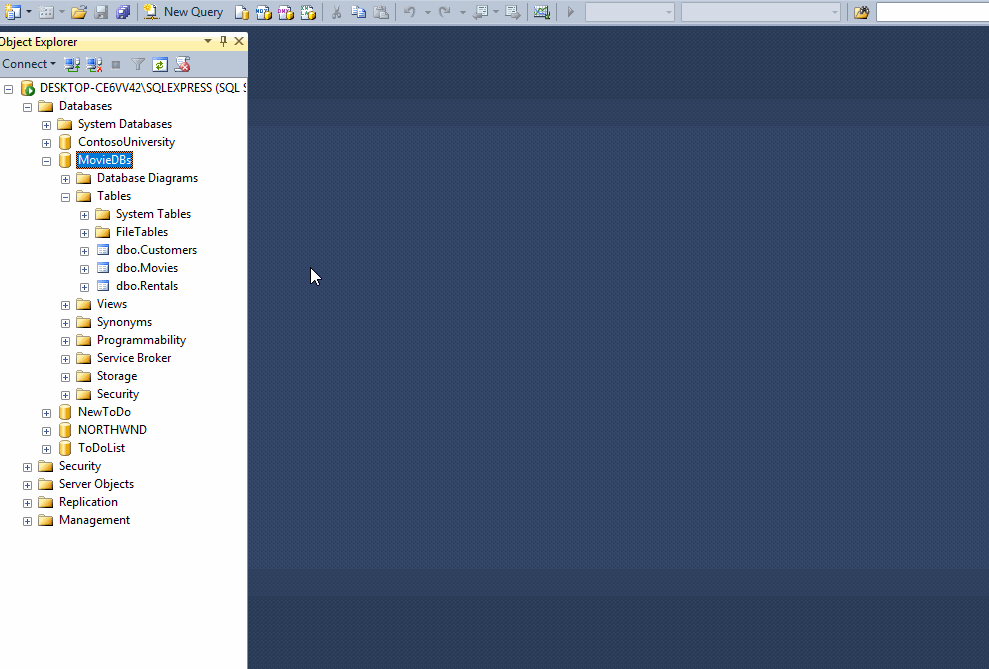 New Query
Object Explorer
Connect
DESKTOP-CE6VV42\SQLEXPRESS (SQL S
Databases
System Databases
ContosoUniversity
MovieDBs
Database Diagrams
Tables
System Tables
FileTables
dbo.Customers
dbo.Movies
dbo.Rentals
Views
Synonyms
Programmability
Service Broker
Storage
Security
NewToDo
NORTHWND
ToDoList
Security
Server Objects
Replication
Management